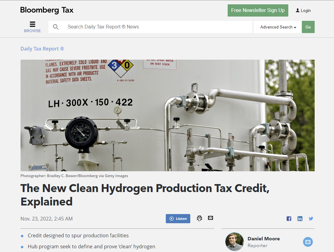 Bloomberg Tax
Free Newsletter Sign Up
Login
BROWSE
Search Daily Tax Report ® News
Advanced Search
Go
Daily Tax Report ®
LH·300X·150·422
3 0
Photographer: Bradley C. Bower/Bloomberg via Getty Images
The New Clean Hydrogen Production Tax Credit,
Explained
Nov. 23, 2022, 2:45 AM
Listen
Credit designed to spur production facilities
Hub program seek to define and prove 'clean' hydrogen
Daniel Moore
Reporter